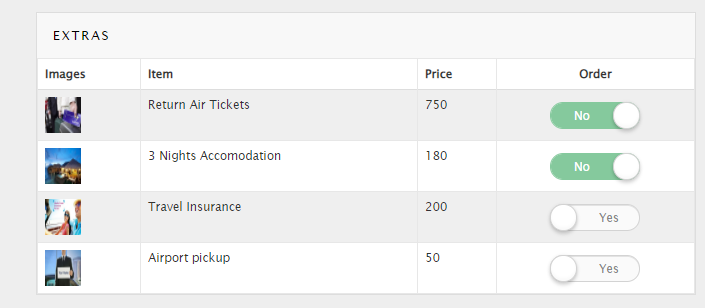 EXTRAS
Images Item Price Order
Return Air Tickets 750 No
3 Nights Accomodation 180 No
Travel Insurance 200 Yes
Airport pickup 50 Yes